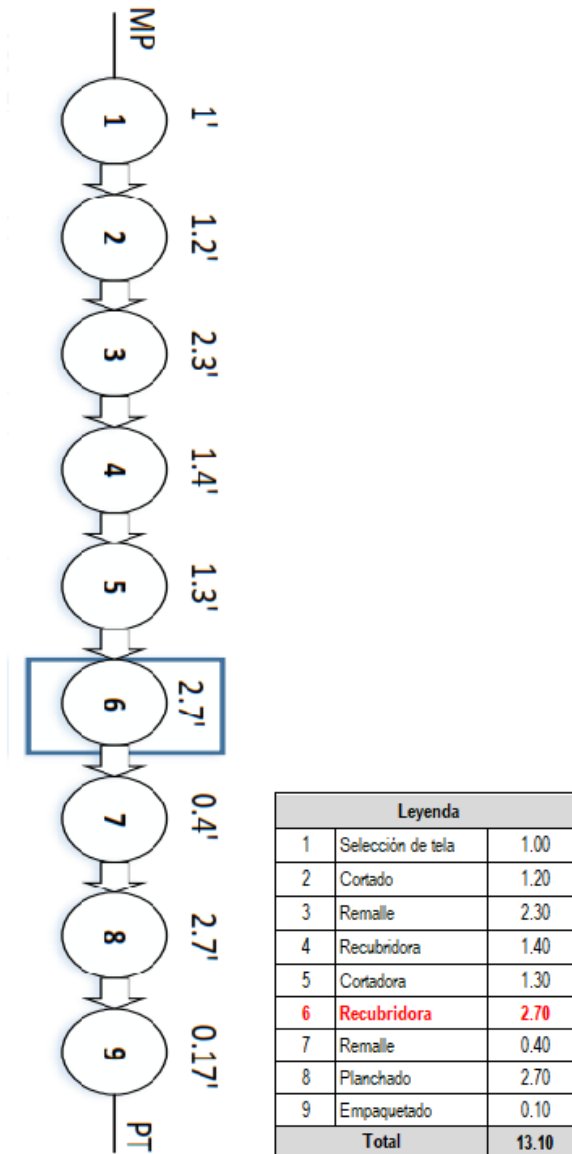 MP
1 1'
2 1.2'
3 2.3'
4 1.4'
5 1.3'
6 2.7'
7 0.4'
8 2.7'
9 0.17'
PT
Leyenda
1 Selección de tela 1.00
2 Cortado 1.20
3 Remalle 2.30
4 Recubridora 1.40
5 Cortadora 1.30
6 Recubridora 2.70
7 Remalle 0.40
8 Planchado 2.70
9 Empaquetado 0.10
Total 13.10